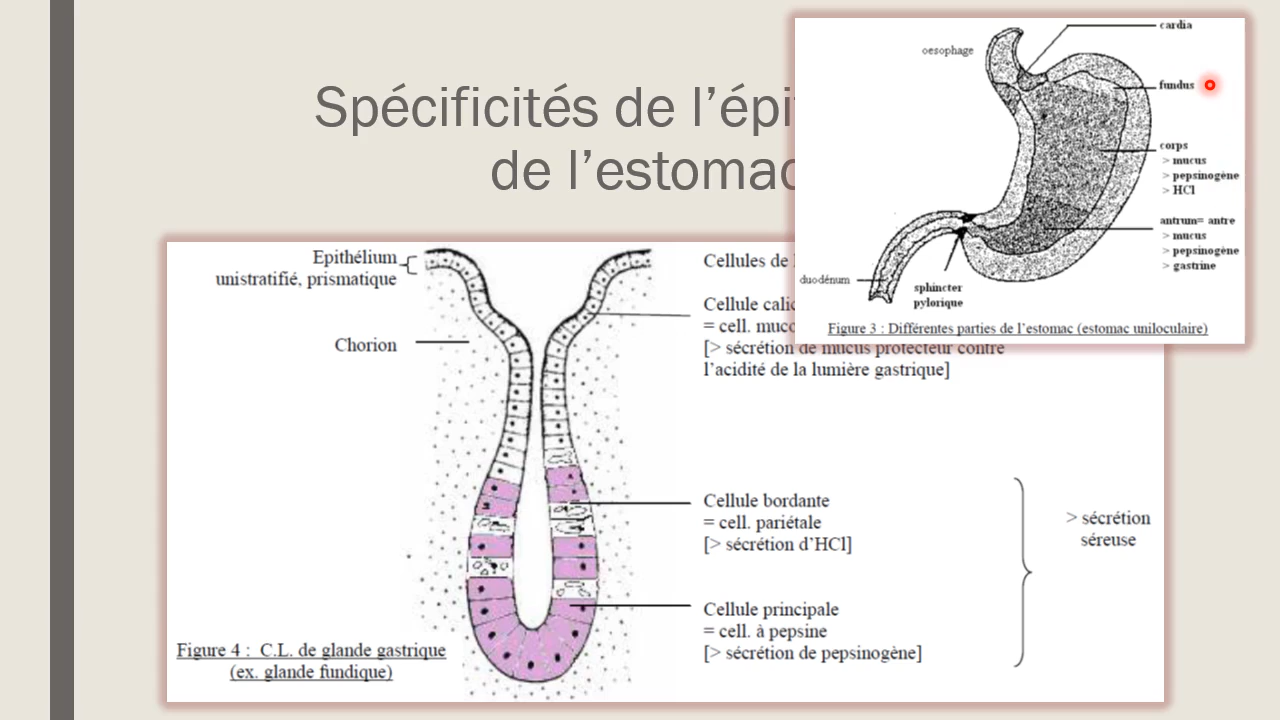 Spécificités de l’épi
de l’estomac
oesophage
cardia
fundus
corps
> mucus
> pepsinogène
> HCl
antrum= antre
> mucus
> pepsinogène
> gastrine
duodénum
sphincter
pylorique
Figure 3 : Différentes parties de l’estomac (estomac uniloculaire)
Epithélium
unistratifié, prismatique
Chorion
Cellules de
Cellule calic
= cell. muco
[> sécrétion de mucus protecteur contre
l’acidité de la lumière gastrique]
Cellule bordante
= cell. pariétale
[> sécrétion d’HCl]
> sécrétion
séreuse
Cellule principale
= cell. à pepsine
[> sécrétion de pepsinogène]
Figure 4 : C.L. de glande gastrique
(ex. glande fundique)